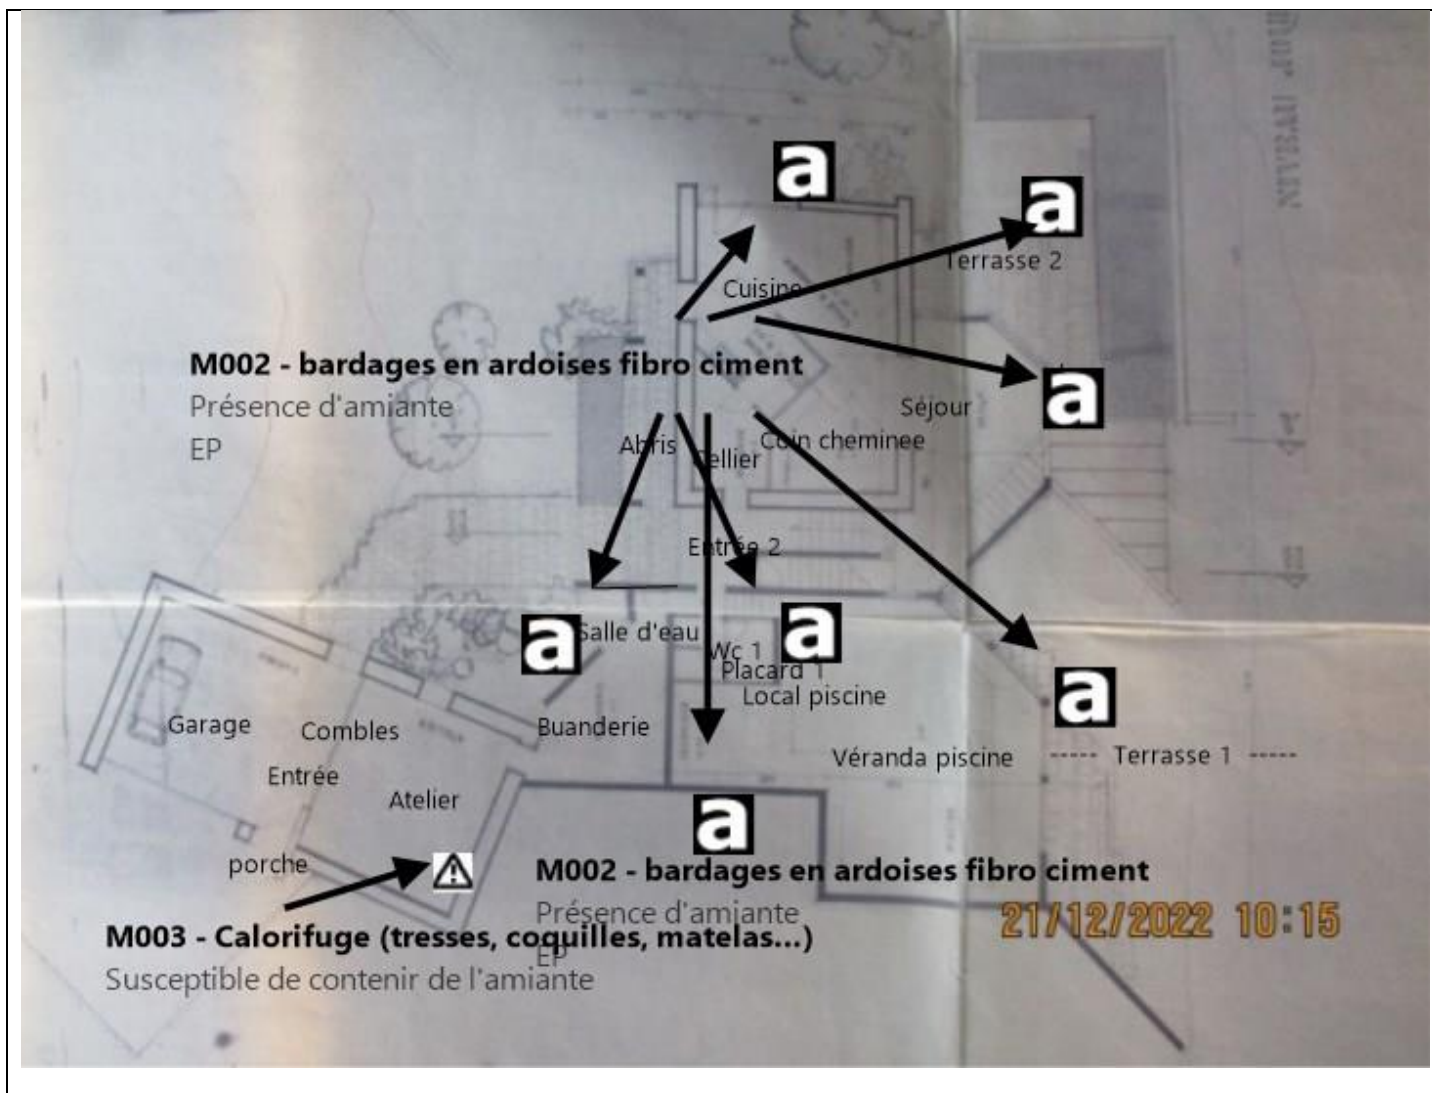 a
a
Terrasse 2
Cuisine
M002 - bardages en ardoises fibro ciment
Présence d'amiante
EP
a
Séjour
Coin cheminee
Abris
Cellier
Entrée 2
a
a
Salle d'eau
Wc 1
Placard 1
Local piscine
a
Garage
Combles
Buanderie
Véranda piscine
----- Terrasse 1 -----
Entrée
Atelier
a
porche
M002 - bardages en ardoises fibro ciment
Présence d'amiante
EP
21/12/2022 10:15
M003 - Calorifuge (tresses, coquilles, matelas...)
Susceptible de contenir de l'amiante